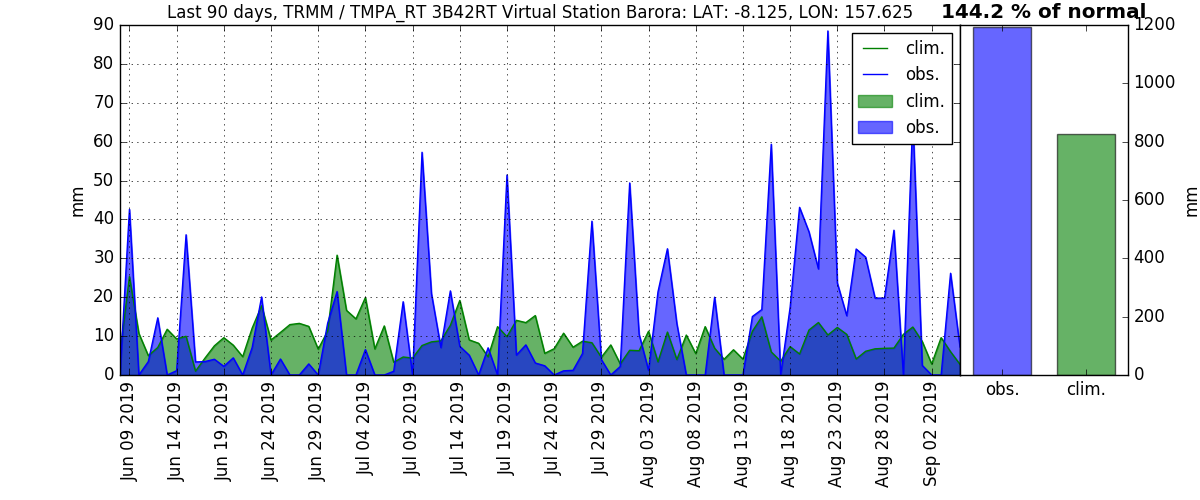 Last 90 days, TRMM / TMPA_RT 3B42RT Virtual Station Barora: LAT: -8.125, LON: 157.625
144.2 % of normal
mm
90
80
70
60
50
40
30
20
10
0
clim.
obs.
clim.
obs.
Jun 09 2019
Jun 14 2019
Jun 19 2019
Jun 24 2019
Jun 29 2019
Jul 04 2019
Jul 09 2019
Jul 14 2019
Jul 19 2019
Jul 24 2019
Jul 29 2019
Aug 03 2019
Aug 08 2019
Aug 13 2019
Aug 18 2019
Aug 23 2019
Aug 28 2019
Sep 02 2019
obs.
clim.
1200
1000
800
600
400
200
0
mm